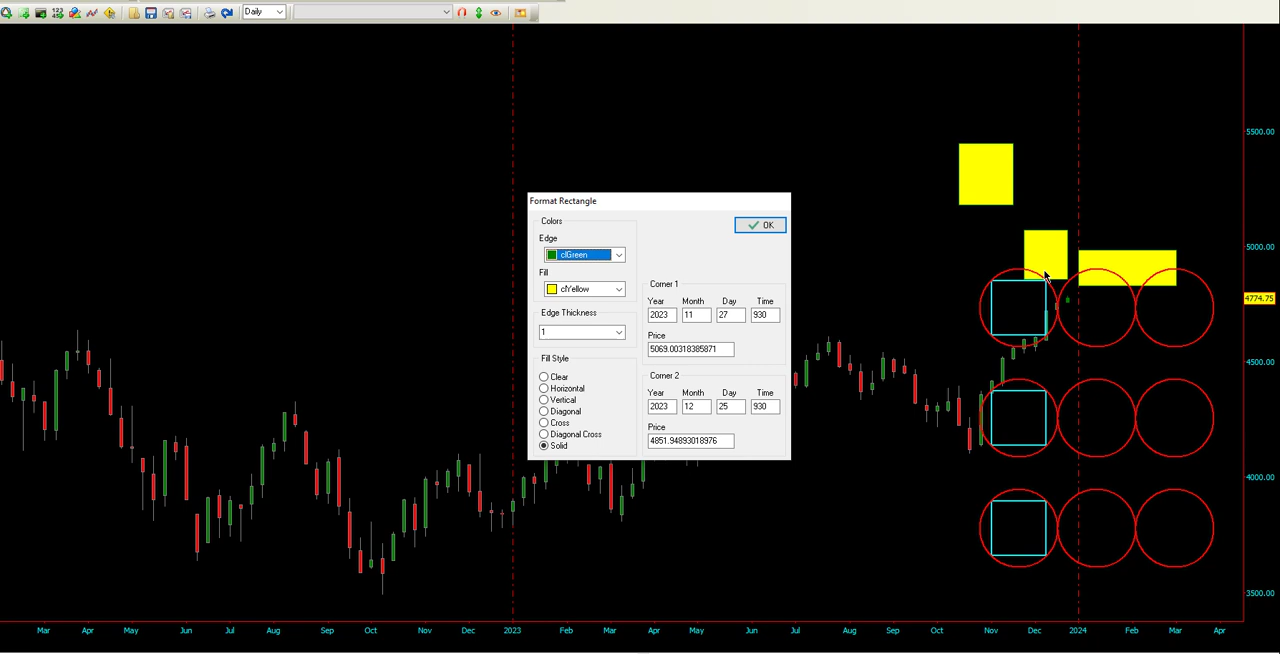 Daily
5500.00
Format Rectangle
Colors
OK
Edge
clGreen
5000.00
Fill
clYellow
Corner 1
Year Month Day Time
2023 11 27 930
4774.75
Edge Thickness
1
Price
5069.00318385871
Fill Style
4500.00
Clear
Corner 2
Horizontal
Year Month Day Time
Vertical
2023 12 25 930
Diagonal
Cross
Price
Diagonal Cross
4851.94893018976
Solid
4000.00
3500.00
Mar Apr May Jun Jul Aug Sep Oct Nov Dec 2023 Feb Mar Apr May Jun Jul Aug Sep Oct Nov Dec 2024 Feb Mar Apr